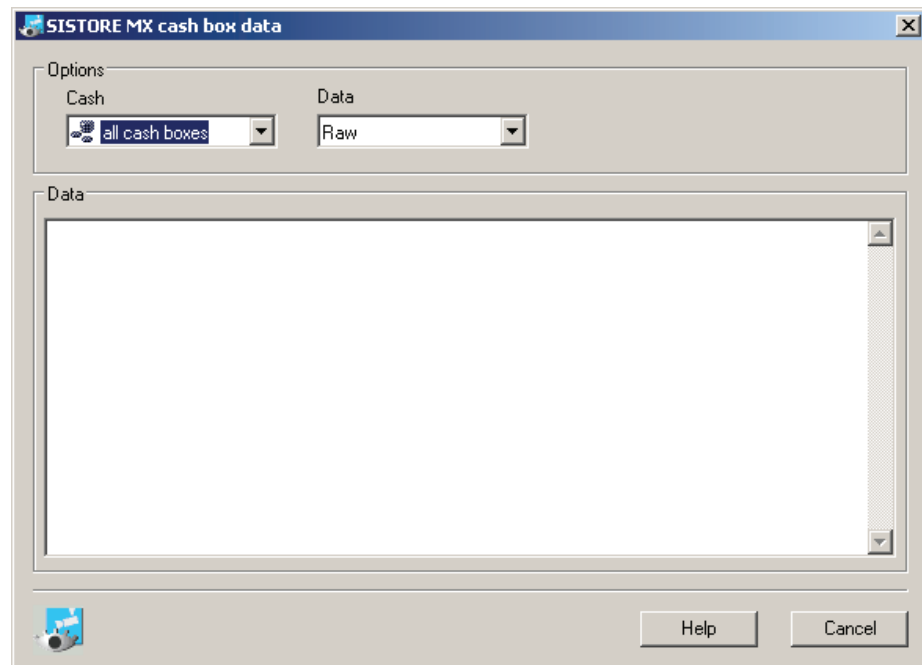 SISTORE MX cash box data
Options
Cash
Data
all cash boxes
Raw
Data
Help
Cancel